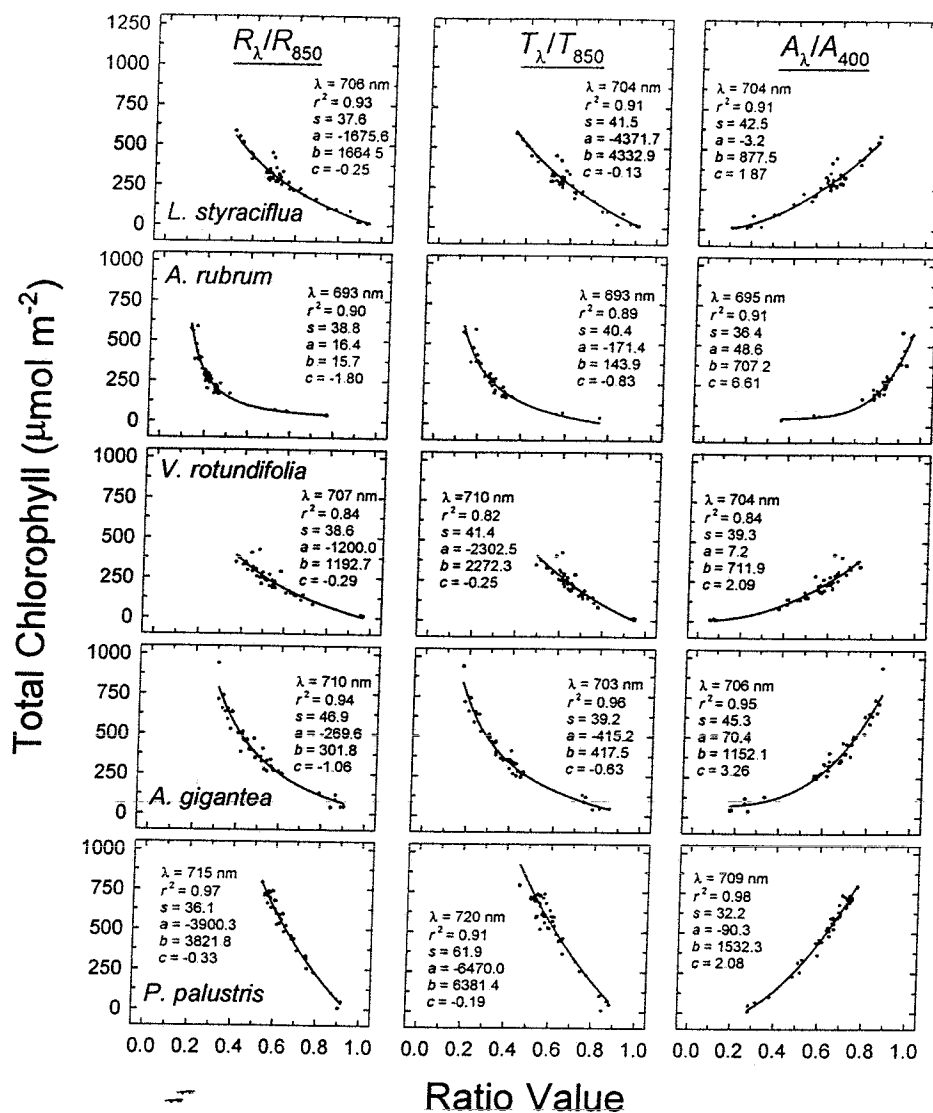 R_λ/R_850
T_λ/T_850
A_λ/A_400
1250
1000
750
500
250
0
λ = 706 nm
r² = 0.93
s = 37.6
a = -1675.6
b = 1664.5
c = -0.25
L. styraciflua
λ = 704 nm
r² = 0.91
s = 41.5
a = -4371.7
b = 4332.9
c = -0.13
λ = 704 nm
r² = 0.91
s = 42.5
a = -3.2
b = 877.5
c = 1.87
1000
750
500
250
0
A. rubrum
λ = 693 nm
r² = 0.90
s = 38.8
a = 16.4
b = 15.7
c = -1.80
λ = 693 nm
r² = 0.89
s = 40.4
a = -171.4
b = 143.9
c = -0.83
λ = 695 nm
r² = 0.91
s = 36.4
a = 48.6
b = 707.2
c = 6.61
Total Chlorophyll (μmol m⁻²)
1000
750
500
250
0
V. rotundifolia
λ = 707 nm
r² = 0.84
s = 38.6
a = -1200.0
b = 1192.7
c = -0.29
λ = 710 nm
r² = 0.82
s = 41.4
a = -2302.5
b = 2272.3
c = -0.25
λ = 704 nm
r² = 0.84
s = 39.3
a = 7.2
b = 711.9
c = 2.09
1000
750
500
250
0
λ = 710 nm
r² = 0.94
s = 46.9
a = -269.6
b = 301.8
c = -1.06
A. gigantea
λ = 703 nm
r² = 0.96
s = 39.2
a = -415.2
b = 417.5
c = -0.63
λ = 706 nm
r² = 0.95
s = 45.3
a = 70.4
b = 1152.1
c = 3.26
1000
750
500
250
0
λ = 715 nm
r² = 0.97
s = 36.1
a = -3900.3
b = 3821.8
c = -0.33
P. palustris
λ = 720 nm
r² = 0.91
s = 61.9
a = -6470.0
b = 6381.4
c = -0.19
λ = 709 nm
r² = 0.98
s = 32.2
a = -90.3
b = 1532.3
c = 2.08
0.0 0.2 0.4 0.6 0.8 1.0
0.0 0.2 0.4 0.6 0.8 1.0
0.0 0.2 0.4 0.6 0.8 1.0
Ratio Value